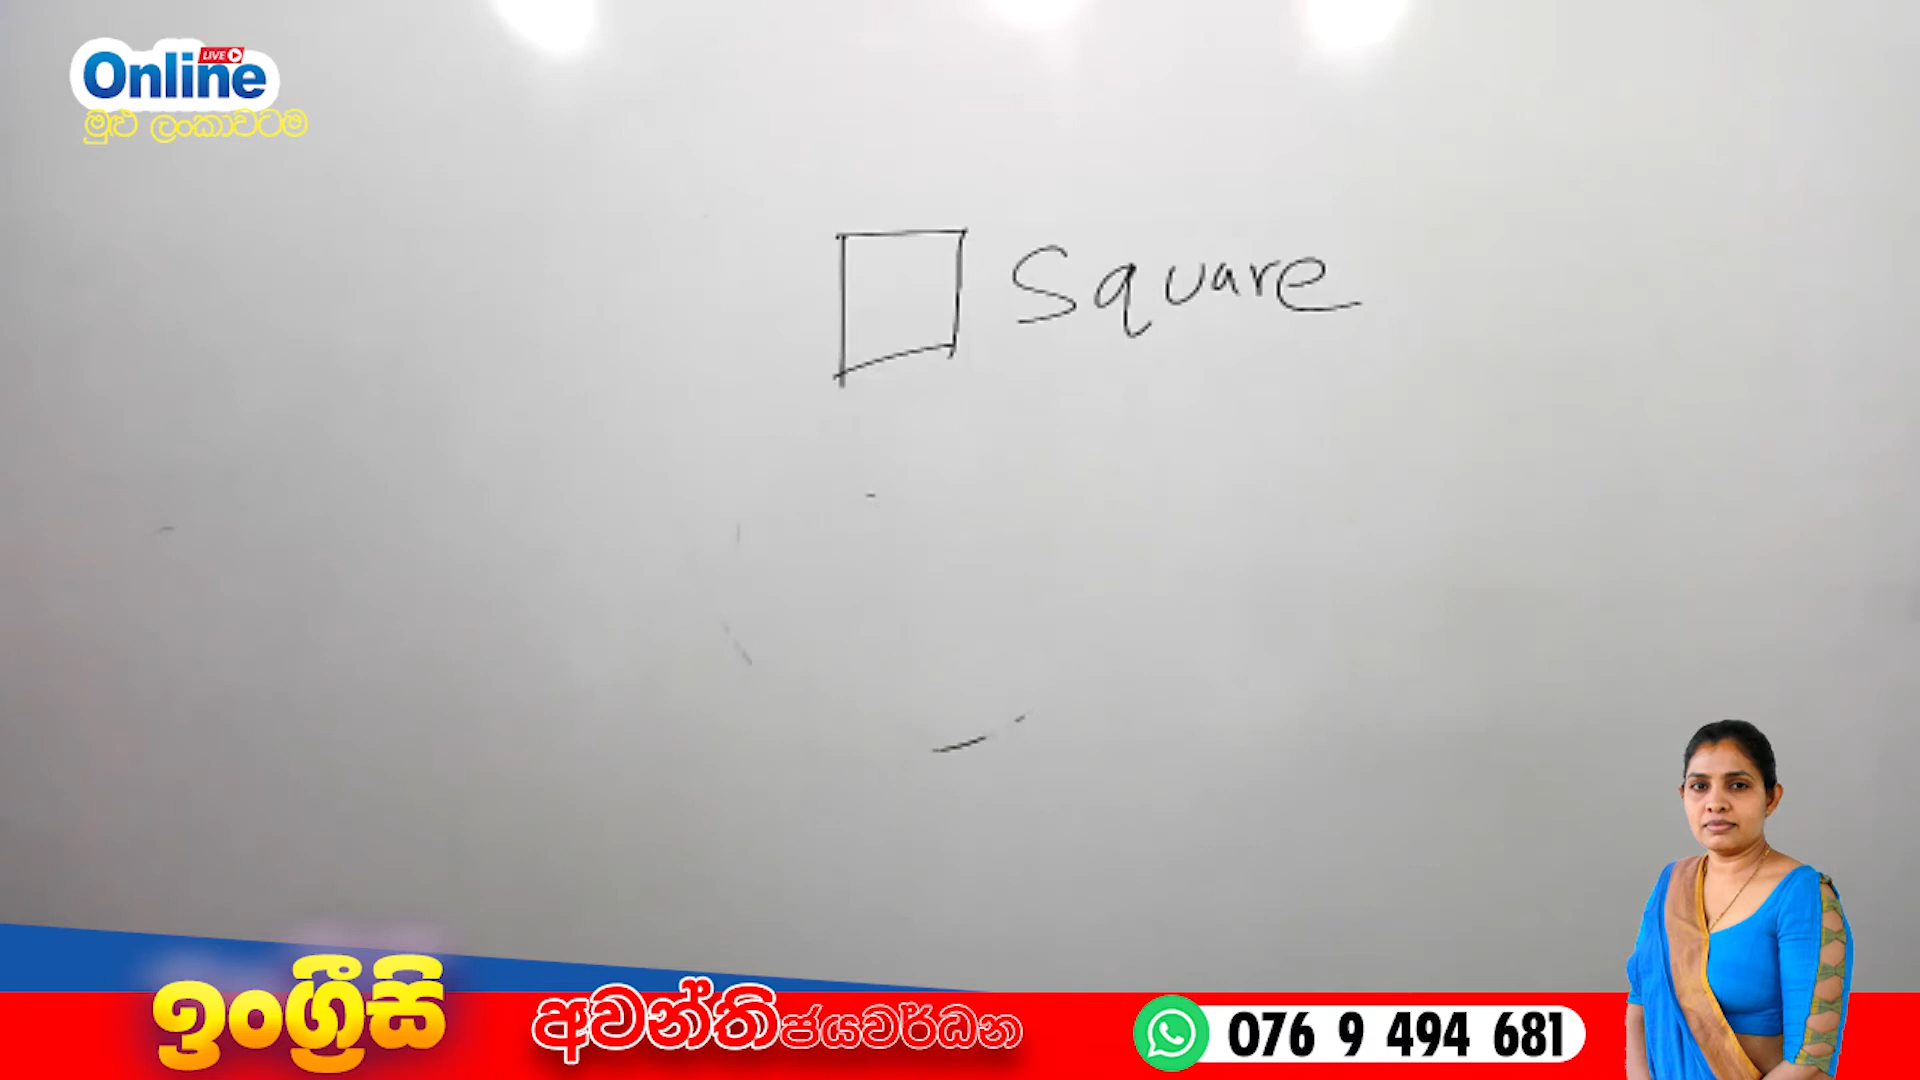 Online LIVE
මුළු ලංකාවටම
Square
ඉංග්‍රීසි
අවන්ති ජයවර්ධන
076 9 494 681